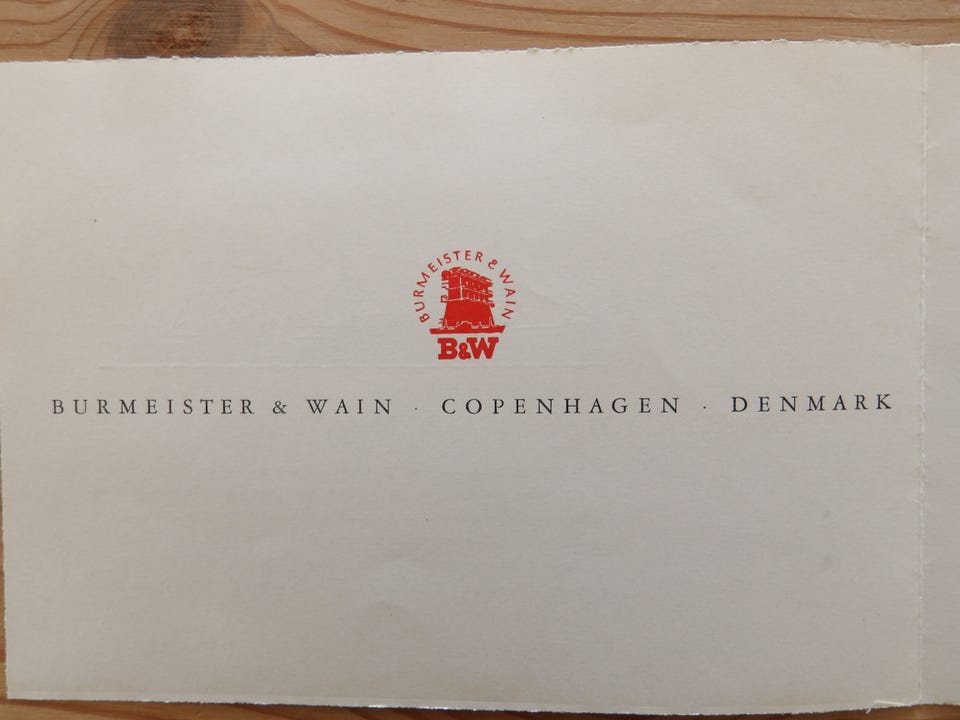 BURMEISTER & WAIN
B&W
BURMEISTER & WAIN · COPENHAGEN · DENMARK